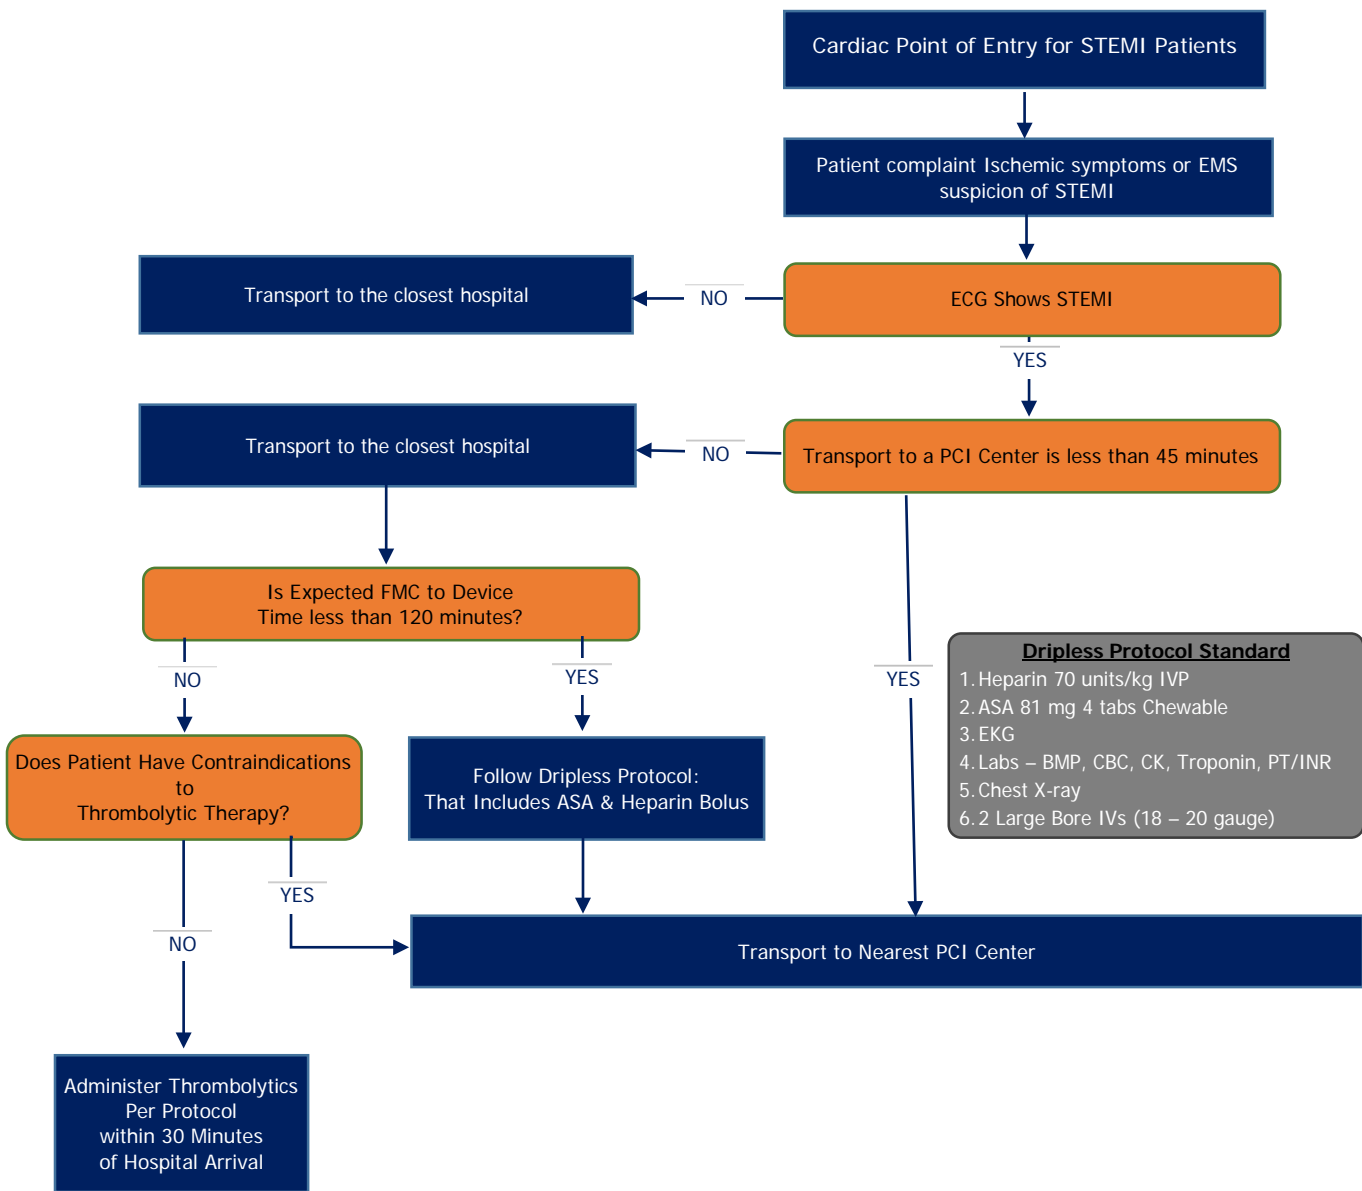 Cardiac Point of Entry for STEMI Patients
Patient complaint Ischemic symptoms or EMS
suspicion of STEMI
Transport to the closest hospital
NO
ECG Shows STEMI
YES
Transport to the closest hospital
NO
Transport to a PCI Center is less than 45 minutes
Is Expected FMC to Device
Time less than 120 minutes?
NO
YES
YES
Dripless Protocol Standard
1. Heparin 70 units/kg IVP
2. ASA 81 mg 4 tabs Chewable
3. EKG
4. Labs – BMP, CBC, CK, Troponin, PT/INR
5. Chest X-ray
6. 2 Large Bore IVs (18 – 20 gauge)
Does Patient Have Contraindications
to
Thrombolytic Therapy?
Follow Dripless Protocol:
That Includes ASA & Heparin Bolus
YES
NO
Transport to Nearest PCI Center
Administer Thrombolytics
Per Protocol
within 30 Minutes
of Hospital Arrival